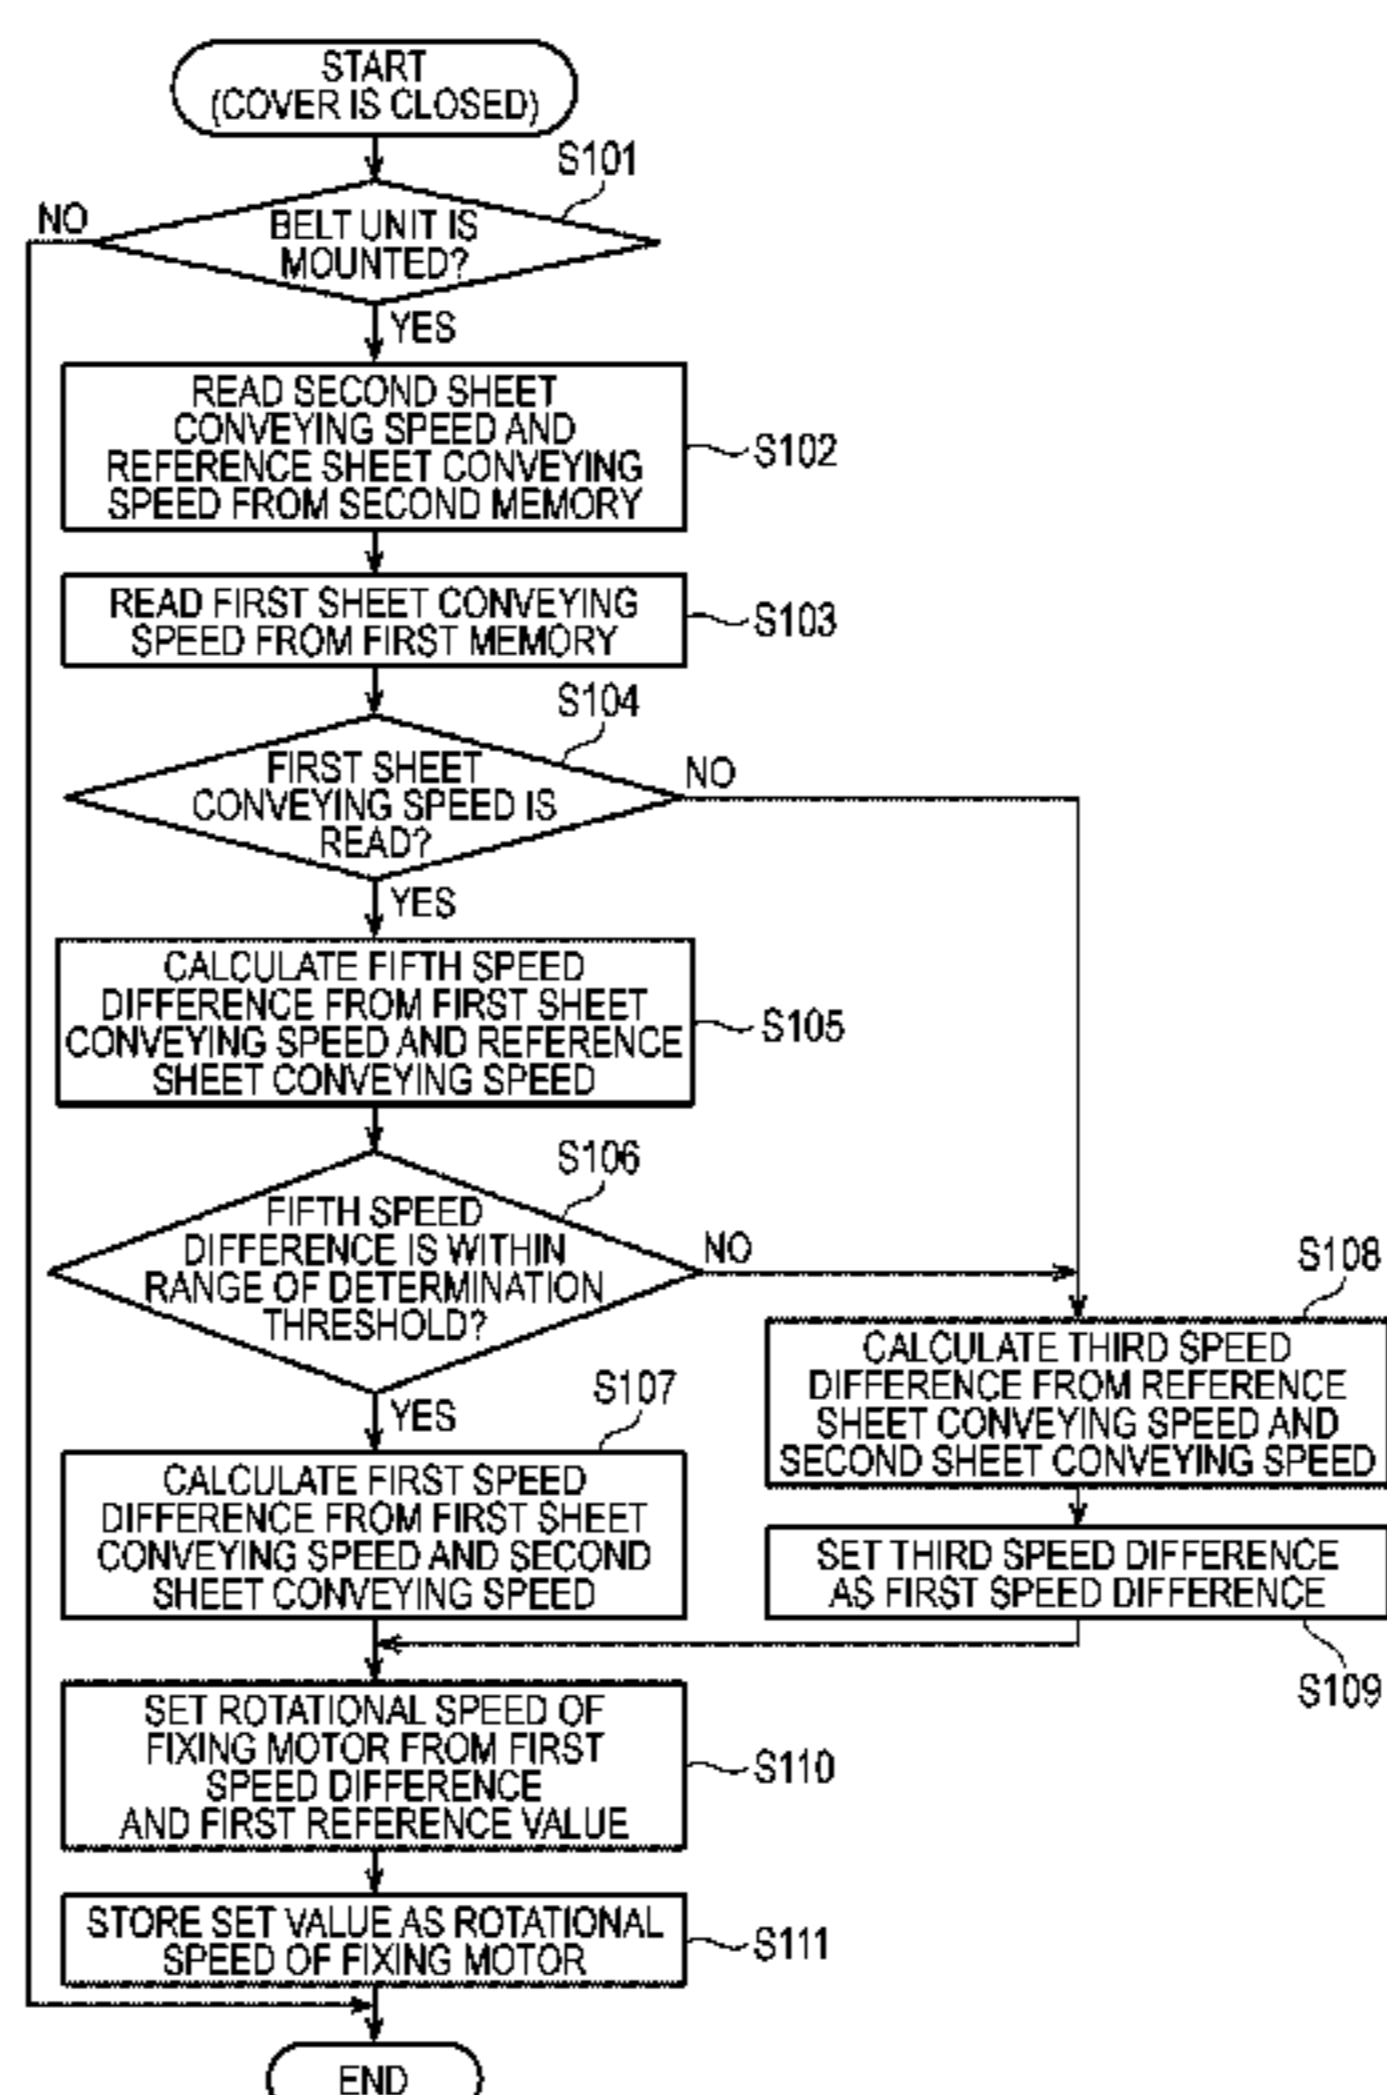 START
(COVER IS CLOSED)
S101
NO
BELT UNIT IS
MOUNTED?
YES
READ SECOND SHEET
CONVEYING SPEED AND
REFERENCE SHEET CONVEYING
SPEED FROM SECOND MEMORY
S102
READ FIRST SHEET CONVEYING
SPEED FROM FIRST MEMORY
S103
S104
FIRST SHEET
CONVEYING SPEED IS
READ?
NO
YES
CALCULATE FIFTH SPEED
DIFFERENCE FROM FIRST SHEET
CONVEYING SPEED AND REFERENCE
SHEET CONVEYING SPEED
S105
S106
FIFTH SPEED
DIFFERENCE IS WITHIN
RANGE OF DETERMINATION
THRESHOLD?
NO
YES
S108
CALCULATE THIRD SPEED
DIFFERENCE FROM REFERENCE
SHEET CONVEYING SPEED AND
SECOND SHEET CONVEYING SPEED
S107
CALCULATE FIRST SPEED
DIFFERENCE FROM FIRST SHEET
CONVEYING SPEED AND SECOND
SHEET CONVEYING SPEED
SET THIRD SPEED DIFFERENCE
AS FIRST SPEED DIFFERENCE
S109
SET ROTATIONAL SPEED OF
FIXING MOTOR FROM FIRST
SPEED DIFFERENCE
AND FIRST REFERENCE VALUE
S110
STORE SET VALUE AS ROTATIONAL
SPEED OF FIXING MOTOR
S111
END